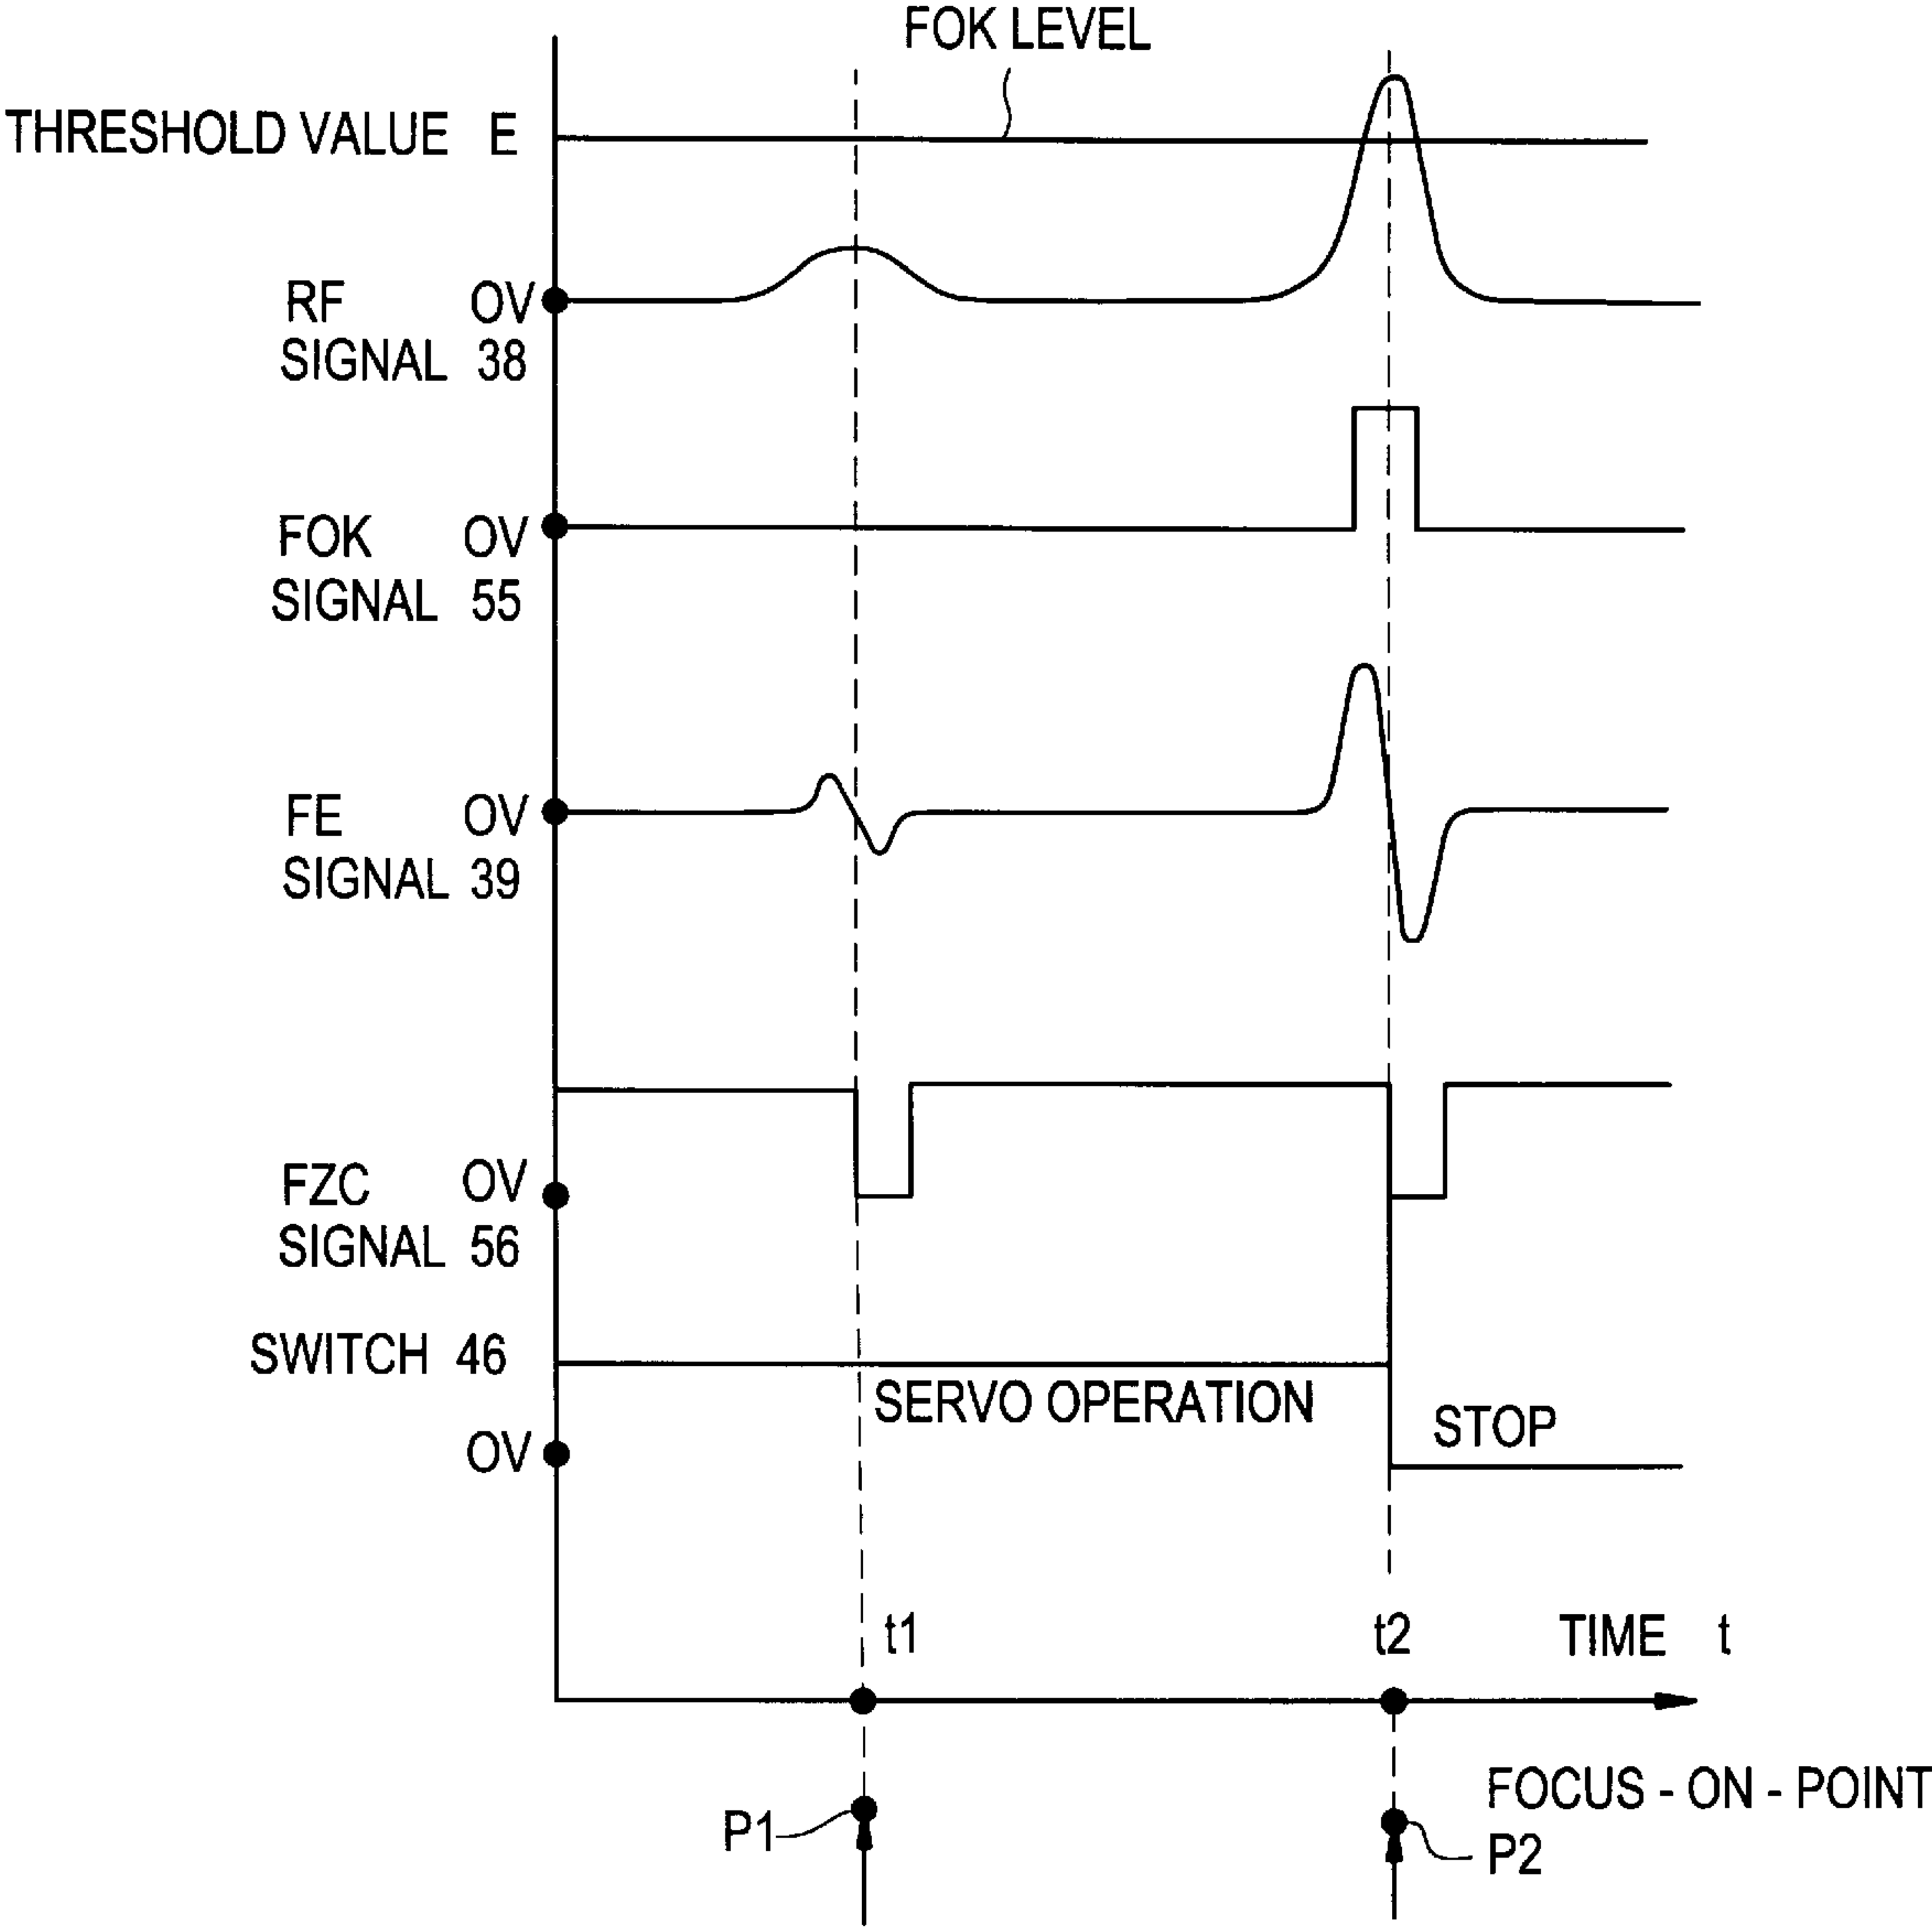 FOK LEVEL
THRESHOLD VALUE E
RF OV
SIGNAL 38
FOK OV
SIGNAL 55
FE OV
SIGNAL 39
FZC OV
SIGNAL 56
SWITCH 46
SERVO OPERATION
STOP
OV
t1 t2 TIME t
FOCUS - ON - POINT
P1 P2